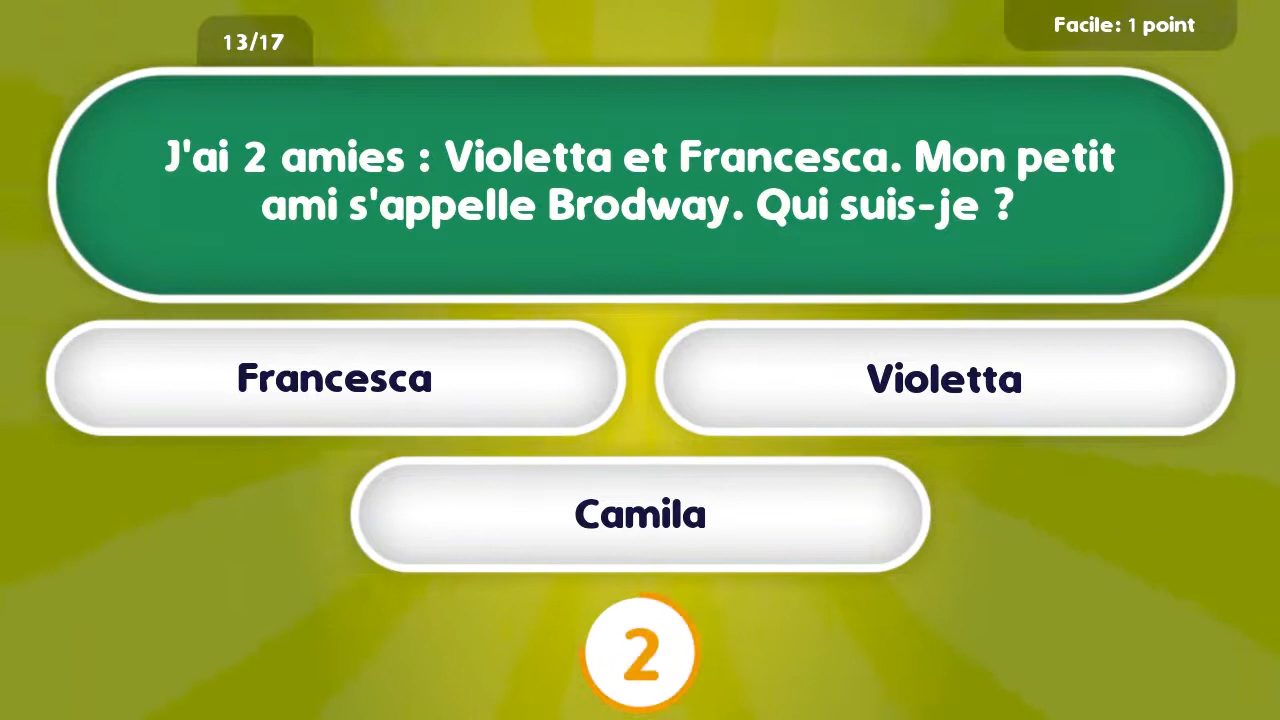 13/17
Facile: 1 point
J'ai 2 amies : Violetta et Francesca. Mon petit
ami s'appelle Brodway. Qui suis-je ?
Francesca
Violetta
Camila
2